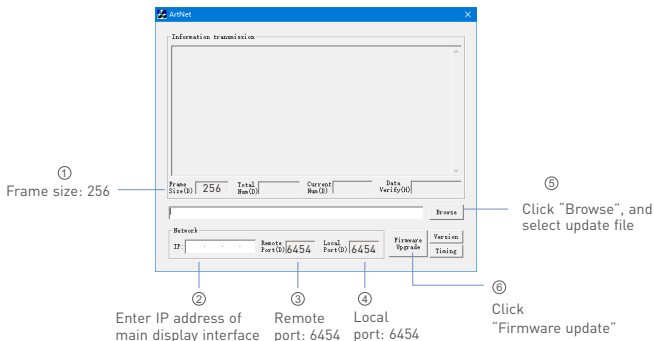 ArtNet
Information transmission
①
Frame size: 256
Frame Size(D) 256 Total Num(D) Current Num(D) Data Verify(H)
Browse
⑤
Click "Browse", and
select update file
Network
IP: . . . Remote Port(D) 6454 Local Port(D) 6454
Firmware Upgrade
Version
Timing
②
Enter IP address of
main display interface
③
Remote
port: 6454
④
Local
port: 6454
⑥
Click
"Firmware update"